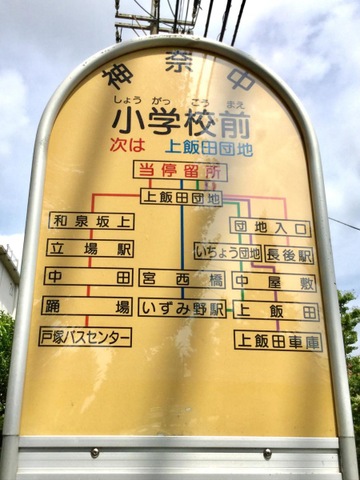 神奈中
しょう がっ こう まえ
小学校前
次は 上飯田団地
当停留所
上飯田団地
和泉坂上 団地入口
立場駅 いちょう団地 長後駅
中田 宮西橋 中屋敷
踊場 いずみ野駅 上飯田
戸塚バスセンター 上飯田車庫